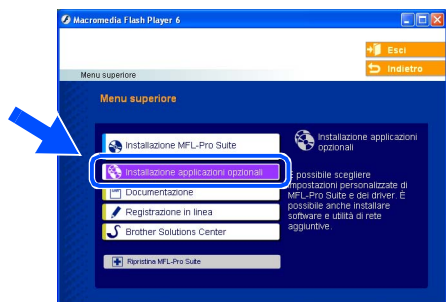 Macromedia Flash Player 6
Esci
Indietro
Menu superiore
Menu superiore
Installazione MFL-Pro Suite
Installazione applicazioni opzionali
Documentazione
Registrazione in linea
Brother Solutions Center
Ripristina MFL-Pro Suite
Installazione applicazioni
opzionali
È possibile scegliere
impostazioni personalizzate di
MFL-Pro Suite e dei driver. È
possibile anche installare
software e utilità di rete
aggiuntive.